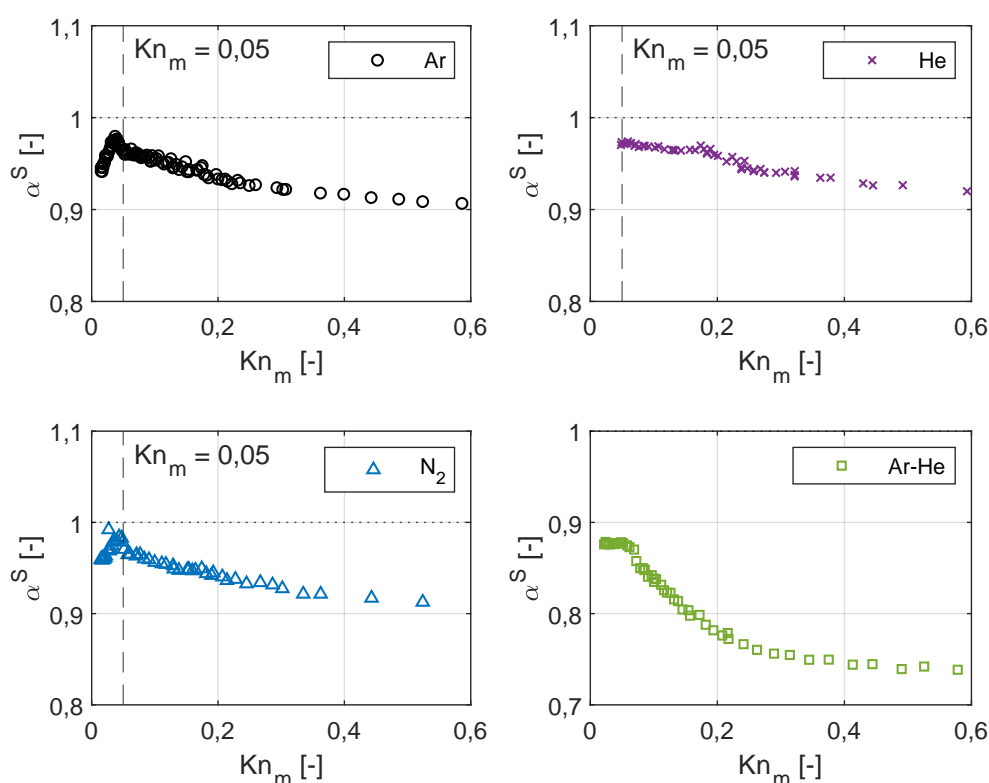 1,1
1
0,9
0,8
α^S [-]
Kn_m = 0,05
Ar
0
0,2
0,4
0,6
Kn_m [-]
1,1
1
0,9
0,8
α^S [-]
Kn_m = 0,05
He
0
0,2
0,4
0,6
Kn_m [-]
1,1
1
0,9
0,8
α^S [-]
Kn_m = 0,05
N_2
0
0,2
0,4
0,6
Kn_m [-]
1
0,9
0,8
0,7
α^S [-]
Ar-He
0
0,2
0,4
0,6
Kn_m [-]